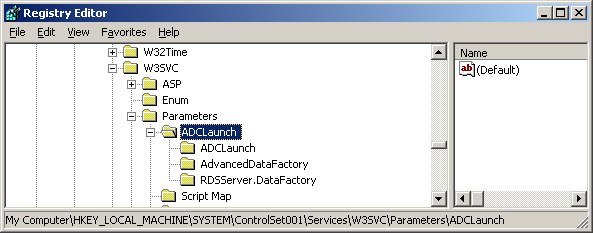 Registry Editor
File Edit View Favorites Help
W32Time
W3SVC
ASP
Enum
Parameters
ADCLaunch
ADCLaunch
AdvancedDataFactory
RDSServer.DataFactory
Script Map
Name
ab (Default)
My Computer\HKEY_LOCAL_MACHINE\SYSTEM\ControlSet001\Services\W3SVC\Parameters\ADCLaunch